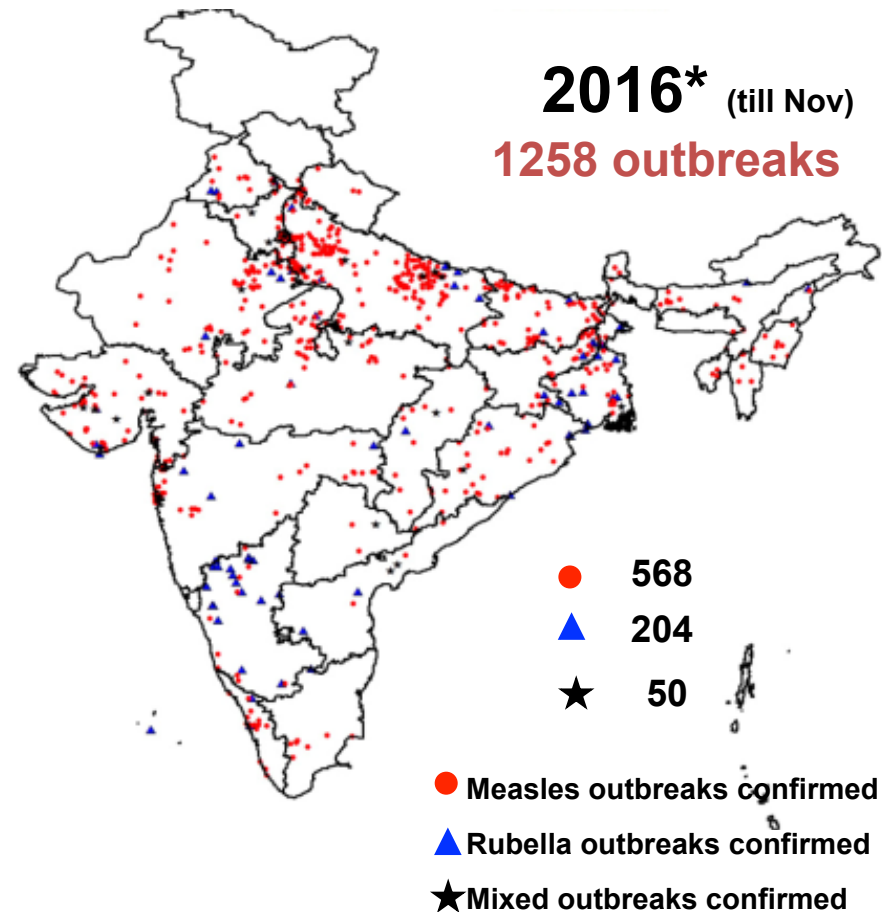 2016* (till Nov)
1258 outbreaks
568
204
50
Measles outbreaks confirmed
Rubella outbreaks confirmed
Mixed outbreaks confirmed